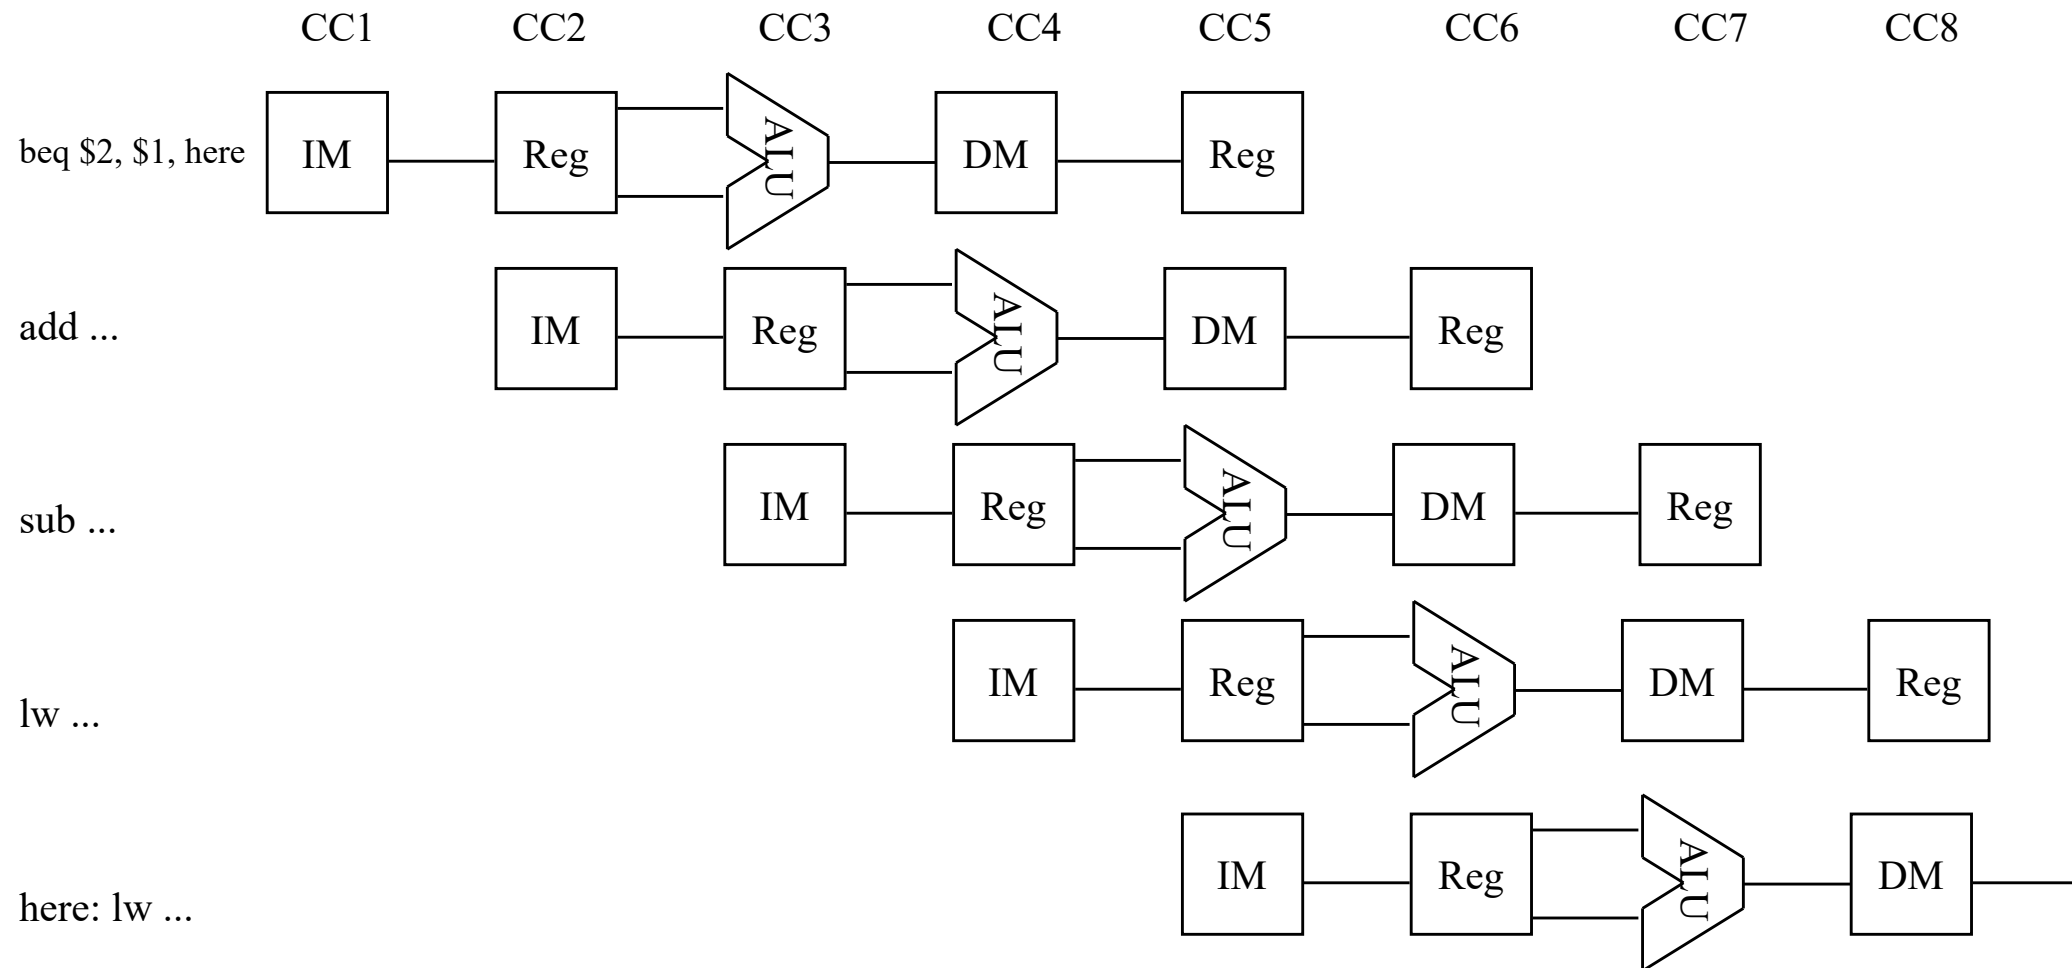 CC1 CC2 CC3 CC4 CC5 CC6 CC7 CC8
beq $2, $1, here IM Reg ALU DM Reg
add ... IM Reg ALU DM Reg
sub ... IM Reg ALU DM Reg
lw ... IM Reg ALU DM Reg
here: lw ... IM Reg ALU DM